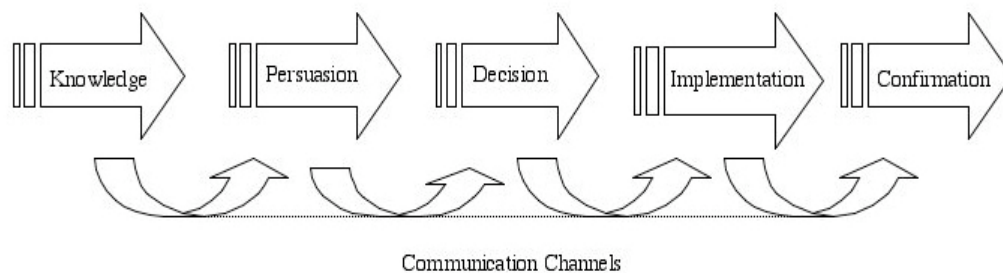 Knowledge
Persuasion
Decision
Implementation
Confirmation
Communication Channels